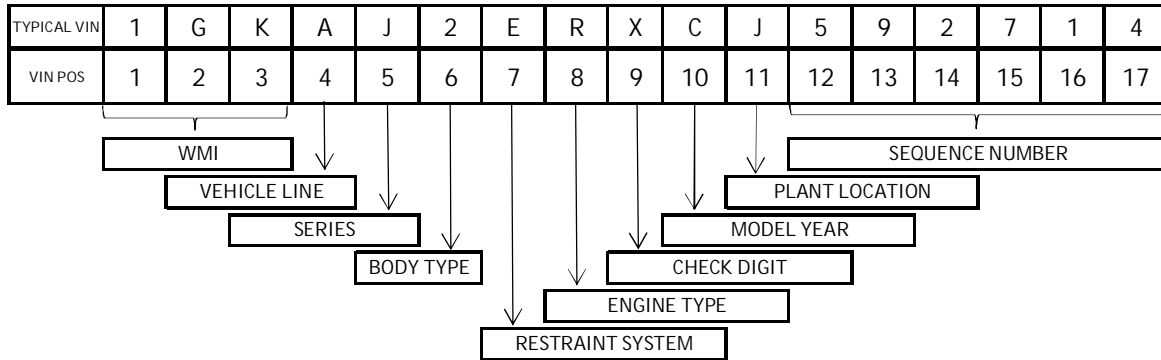 TYPICAL VIN 1 G K A J 2 E R X C J 5 9 2 7 1 4
VIN POS 1 2 3 4 5 6 7 8 9 10 11 12 13 14 15 16 17
WMI SEQUENCE NUMBER
VEHICLE LINE PLANT LOCATION
SERIES MODEL YEAR
BODY TYPE CHECK DIGIT
ENGINE TYPE
RESTRAINT SYSTEM